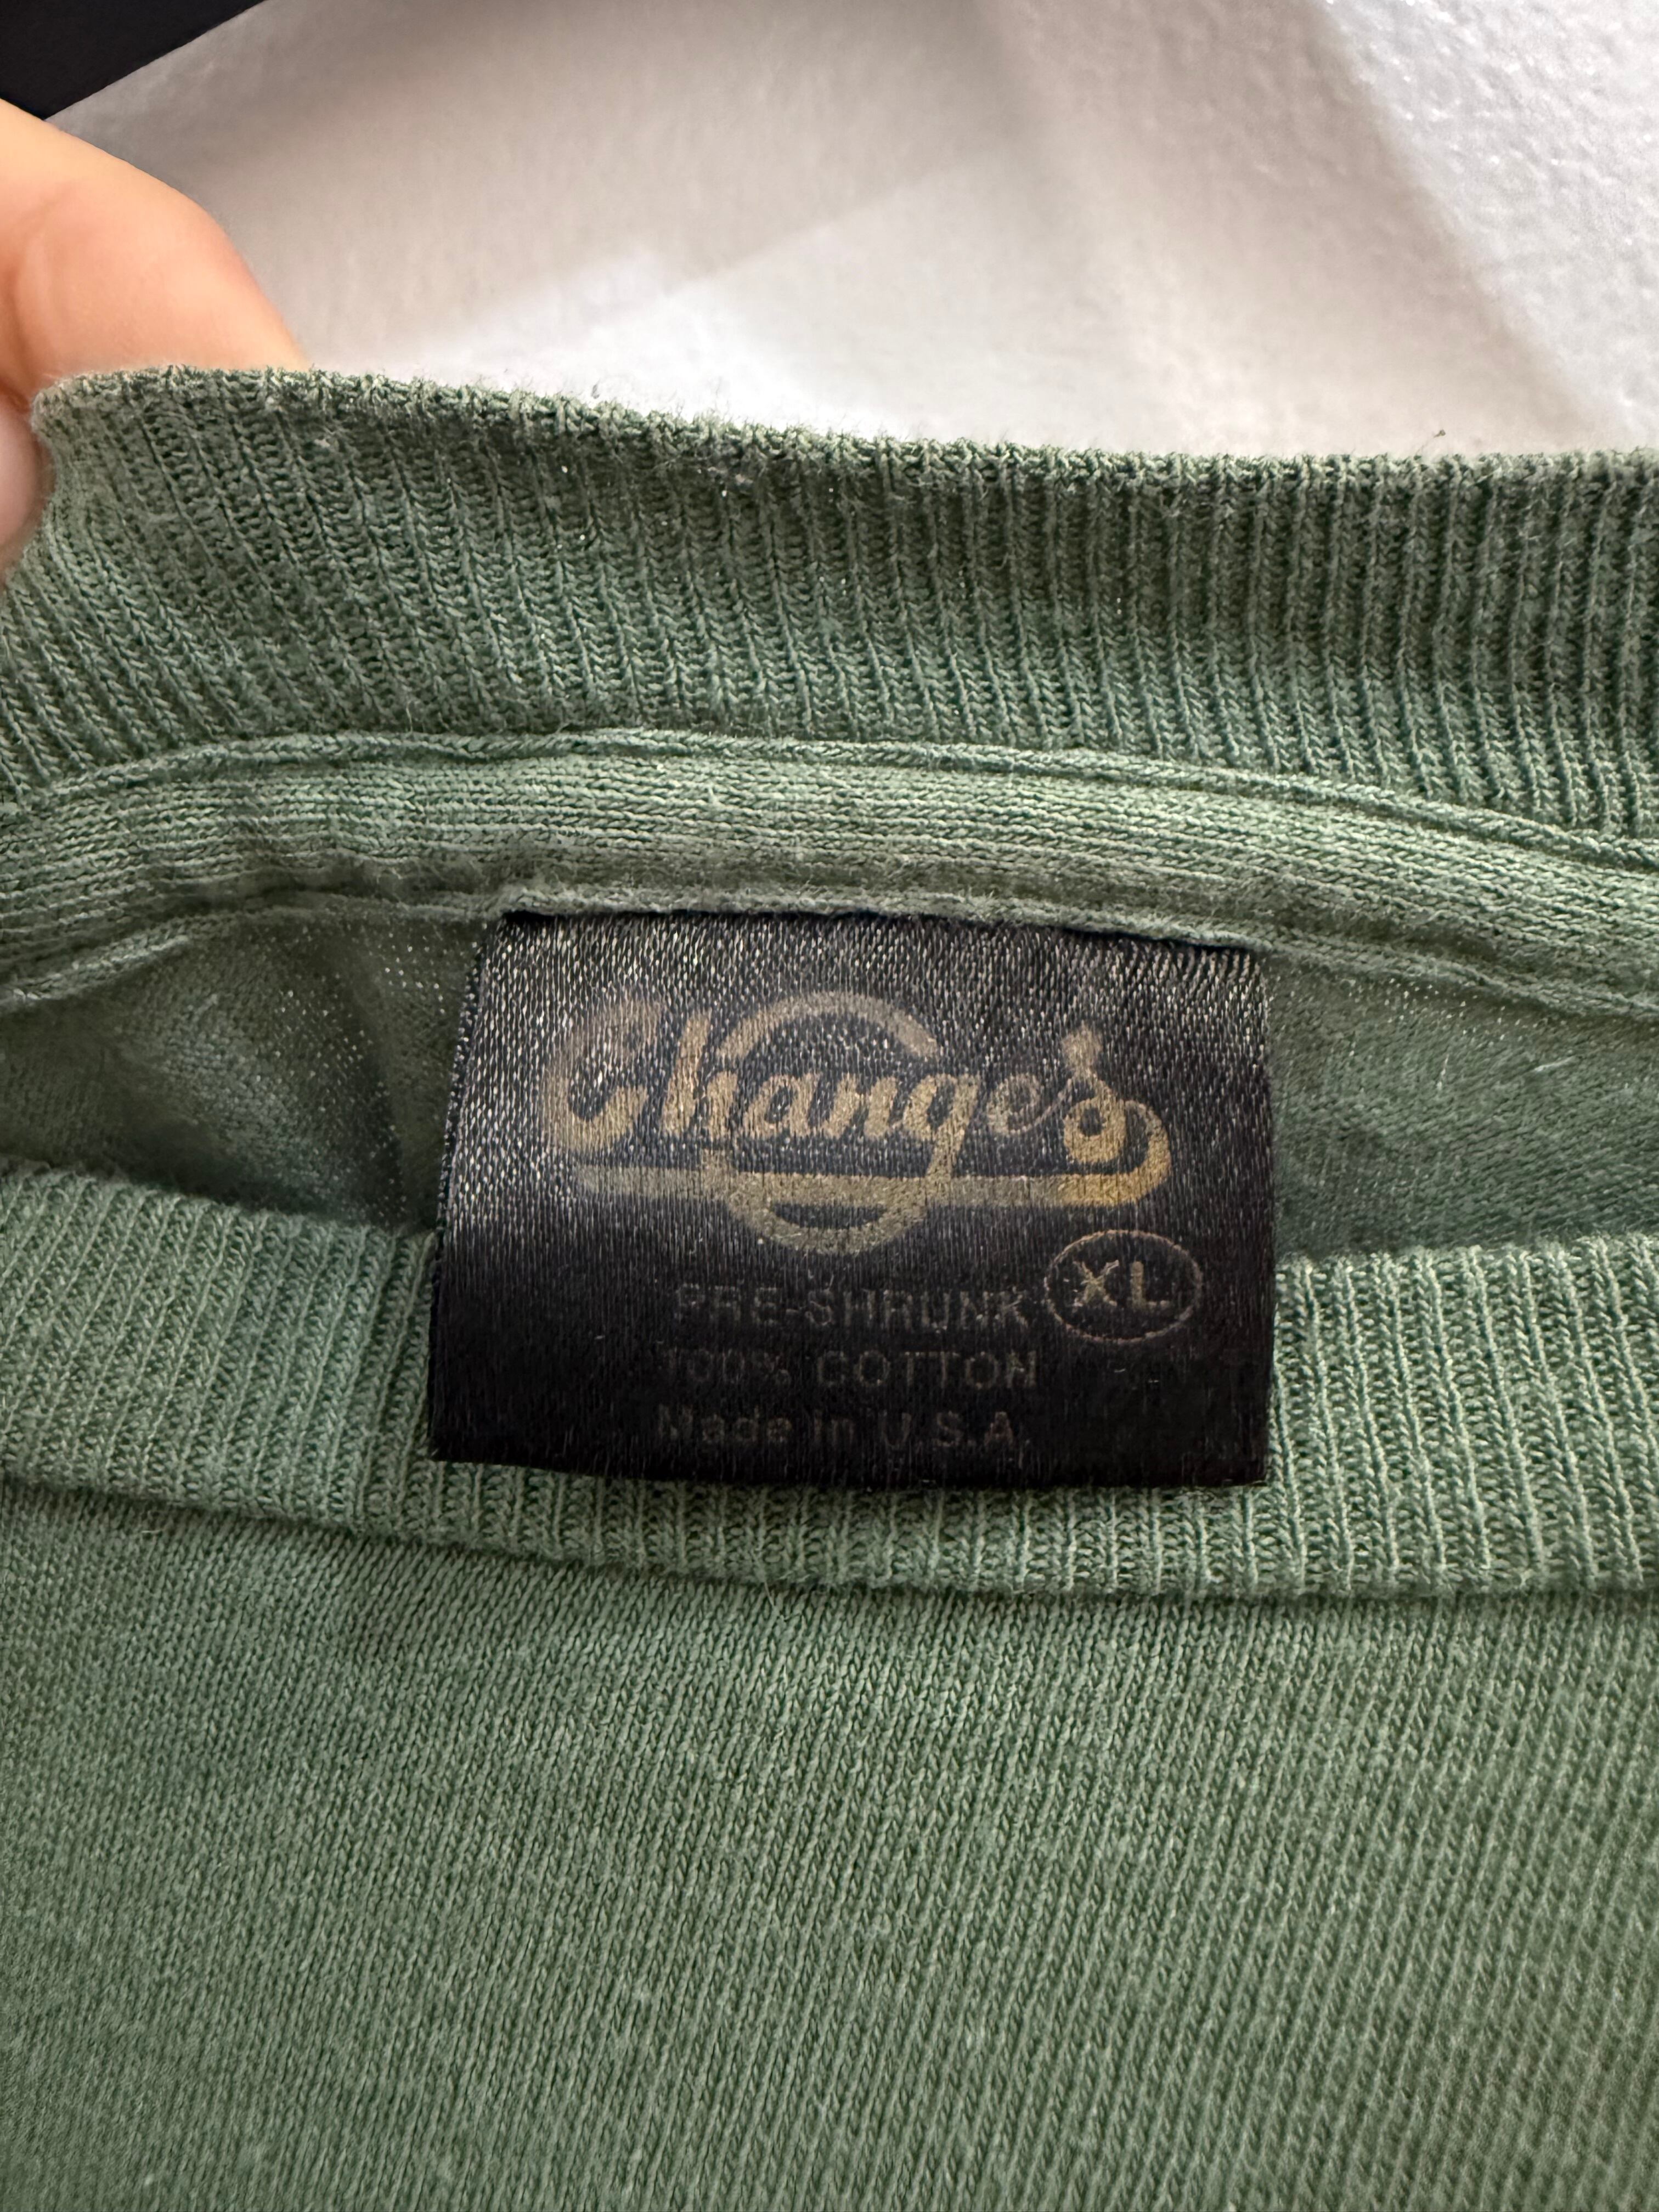 Changes
PRE-SHRUNK XL
100% COTTON
Made in U.S.A.